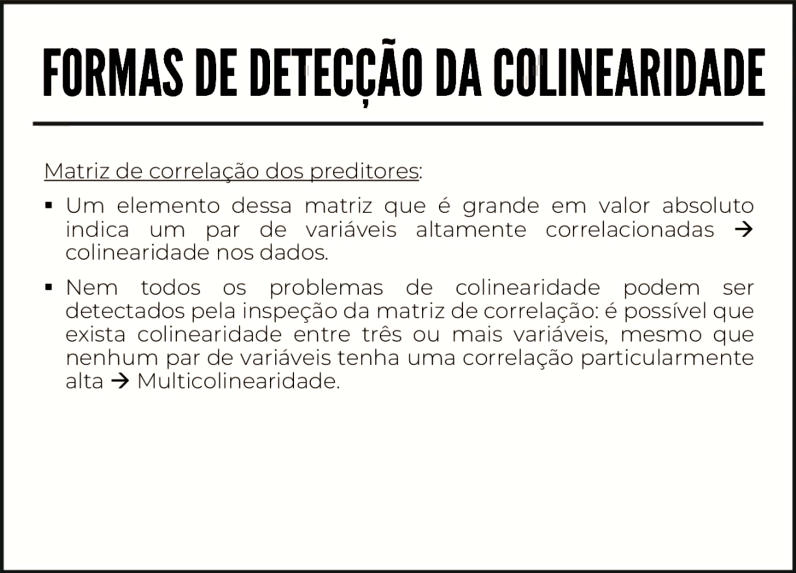 FORMAS DE DETECÇÃO DA COLINEARIDADE
Matriz de correlação dos preditores:
▪ Um elemento dessa matriz que é grande em valor absoluto
indica um par de variáveis altamente correlacionadas →
colinearidade nos dados.
▪ Nem todos os problemas de colinearidade podem ser
detectados pela inspeção da matriz de correlação: é possível que
exista colinearidade entre três ou mais variáveis, mesmo que
nenhum par de variáveis tenha uma correlação particularmente
alta → Multicolinearidade.